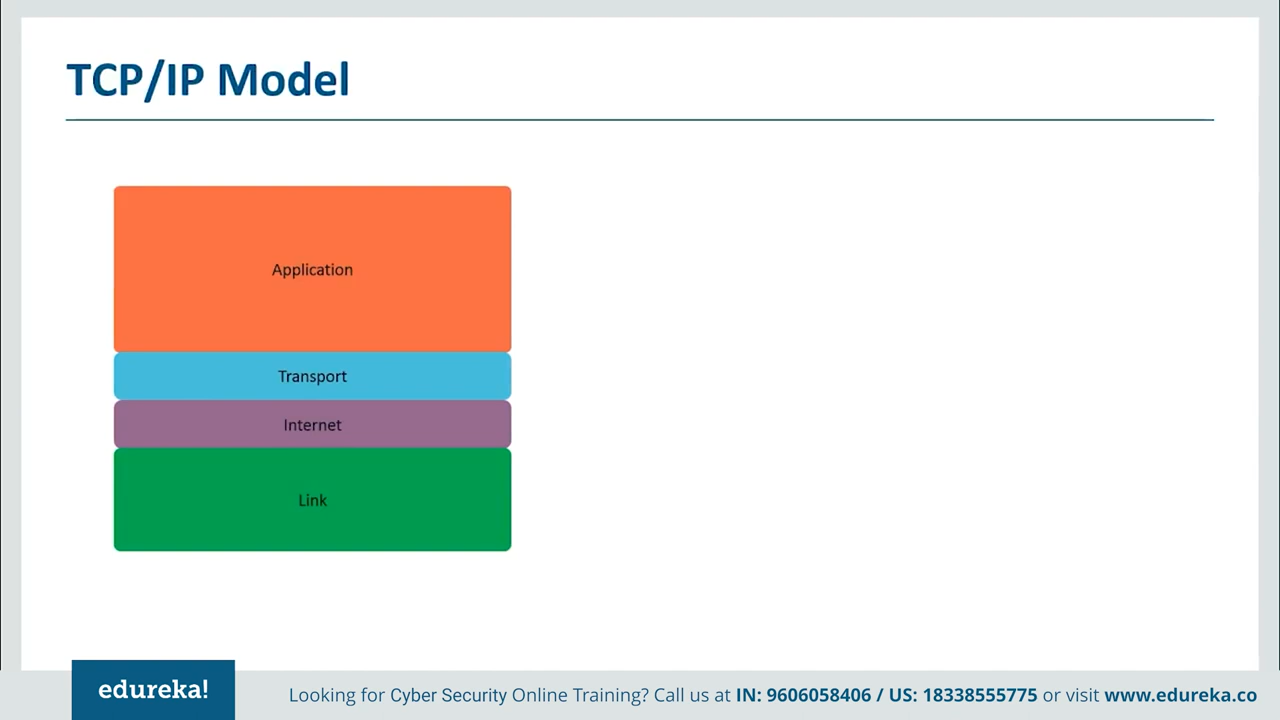 TCP/IP Model
Application
Transport
Internet
Link
edureka!
Looking for Cyber Security Online Training? Call us at IN: 9606058406 / US: 18338555775 or visit www.edureka.co